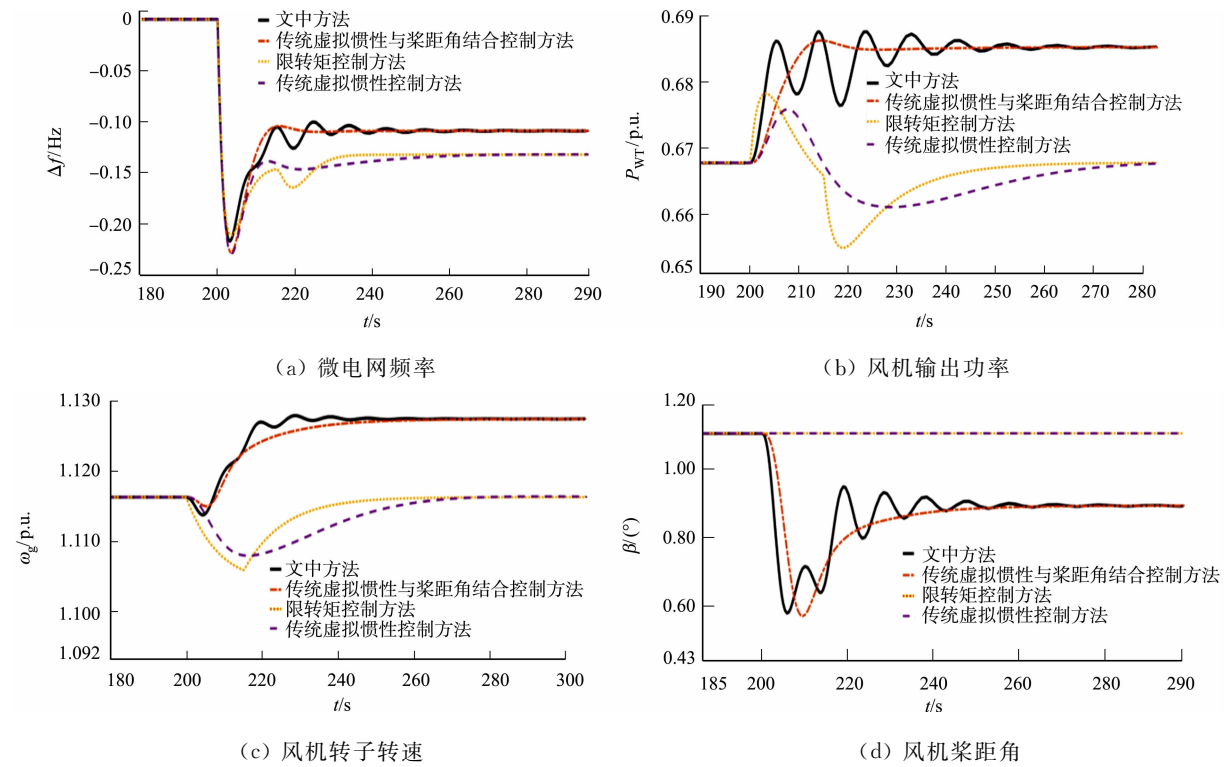 0
−0.05
−0.10
−0.15
−0.20
−0.25
Δf/Hz
文中方法
传统虚拟惯性与桨距角结合控制方法
限转矩控制方法
传统虚拟惯性控制方法
180 200 220 240 260 280 290
t/s
(a) 微电网频率
0.69
0.68
0.67
0.66
0.65
PWT/p.u.
文中方法
传统虚拟惯性与桨距角结合控制方法
限转矩控制方法
传统虚拟惯性控制方法
190 200 210 220 230 240 250 260 270 280
t/s
(b) 风机输出功率
1.130
1.120
1.110
1.100
1.092
ωg/p.u.
文中方法
传统虚拟惯性与桨距角结合控制方法
限转矩控制方法
传统虚拟惯性控制方法
180 200 220 240 260 280 300
t/s
(c) 风机转子转速
1.20
1.00
0.80
0.60
0.43
β/(°)
文中方法
传统虚拟惯性与桨距角结合控制方法
限转矩控制方法
传统虚拟惯性控制方法
185 200 220 240 260 280 290
t/s
(d) 风机桨距角